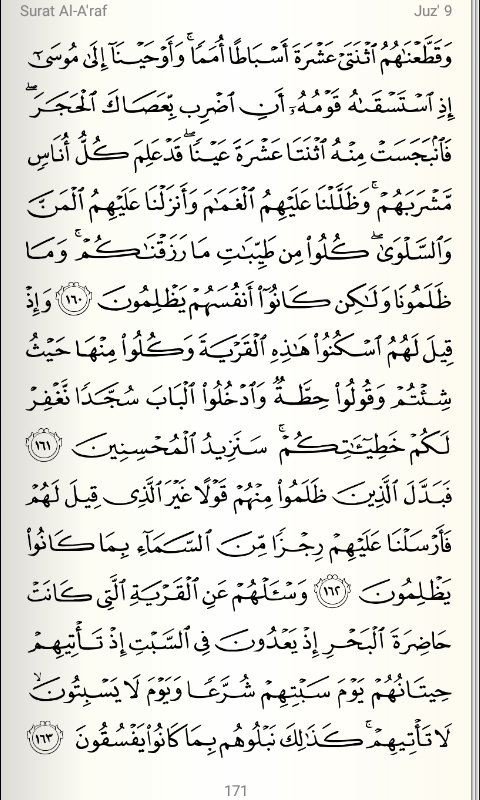 Surat Al-A'raf Juz' 9
وَقَطَّعۡنَٰهُمُ ٱثۡنَتَيۡ عَشۡرَةَ أَسۡبَاطًا أُمَمٗاۚ وَأَوۡحَيۡنَآ إِلَىٰ مُوسَىٰٓ
إِذِ ٱسۡتَسۡقَىٰهُ قَوۡمُهُۥٓ أَنِ ٱضۡرِب بِّعَصَاكَ ٱلۡحَجَرَۖ
فَٱنۢبَجَسَتۡ مِنۡهُ ٱثۡنَتَا عَشۡرَةَ عَيۡنٗاۖ قَدۡ عَلِمَ كُلُّ أُنَاسٖ
مَّشۡرَبَهُمۡۚ وَظَلَّلۡنَا عَلَيۡهِمُ ٱلۡغَمَٰمَ وَأَنزَلۡنَا عَلَيۡهِمُ ٱلۡمَنَّ
وَٱلسَّلۡوَىٰۖ كُلُواْ مِن طَيِّبَٰتِ مَا رَزَقۡنَٰكُمۡۚ وَمَا
ظَلَمُونَا وَلَٰكِن كَانُوٓاْ أَنفُسَهُمۡ يَظۡلِمُونَ ١٦٠ وَإِذۡ
قِيلَ لَهُمُ ٱسۡكُنُواْ هَٰذِهِ ٱلۡقَرۡيَةَ وَكُلُواْ مِنۡهَا حَيۡثُ
شِئۡتُمۡ وَقُولُواْ حِطَّةٞ وَٱدۡخُلُواْ ٱلۡبَابَ سُجَّدٗا نَّغۡفِرۡ
لَكُمۡ خَطِيٓـَٰٔتِكُمۡۚ سَنَزِيدُ ٱلۡمُحۡسِنِينَ ١٦١
فَبَدَّلَ ٱلَّذِينَ ظَلَمُواْ مِنۡهُمۡ قَوۡلًا غَيۡرَ ٱلَّذِي قِيلَ لَهُمۡ
فَأَرۡسَلۡنَا عَلَيۡهِمۡ رِجۡزٗا مِّنَ ٱلسَّمَآءِ بِمَا كَانُواْ
يَظۡلِمُونَ ١٦٢ وَسۡـَٔلۡهُمۡ عَنِ ٱلۡقَرۡيَةِ ٱلَّتِي كَانَتۡ
حَاضِرَةَ ٱلۡبَحۡرِ إِذۡ يَعۡدُونَ فِي ٱلسَّبۡتِ إِذۡ تَأۡتِيهِمۡ
حِيتَانُهُمۡ يَوۡمَ سَبۡتِهِمۡ شُرَّعٗا وَيَوۡمَ لَا يَسۡبِتُونَۙ
لَا تَأۡتِيهِمۡۚ كَذَٰلِكَ نَبۡلُوهُم بِمَا كَانُواْ يَفۡسُقُونَ ١٦٣
171